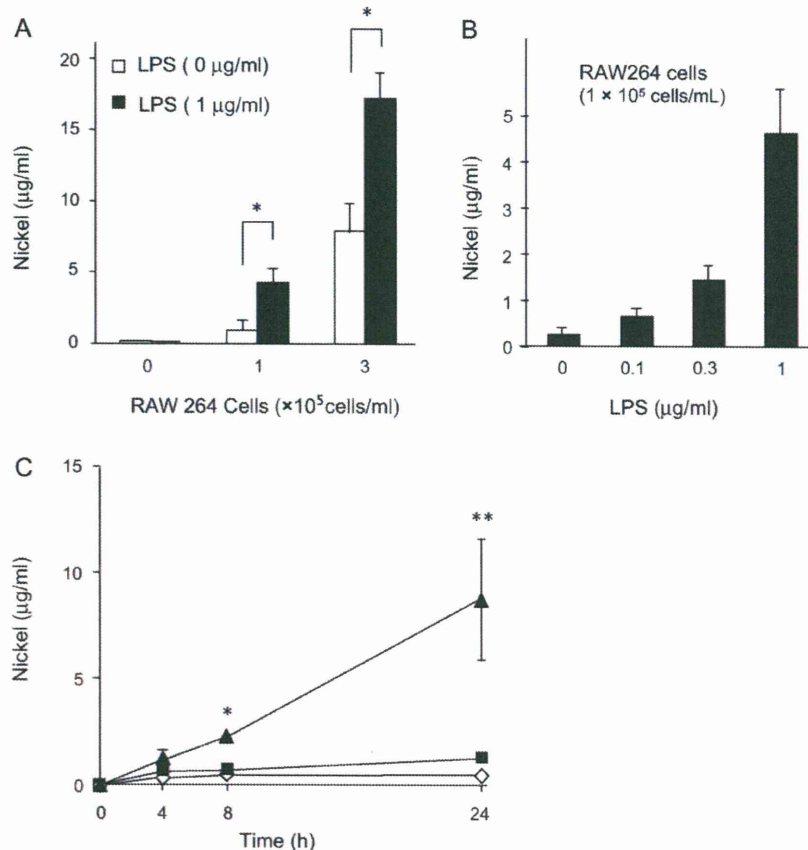 A
LPS ( 0 μg/ml)
LPS ( 1 μg/ml)
*
*
20
15
10
5
0
Nickel (μg/ml)
0 1 3
RAW 264 Cells (×10⁵cells/ml)
B
RAW264 cells
(1 × 10⁵ cells/mL)
5
4
3
2
1
0
Nickel (μg/ml)
0 0.1 0.3 1
LPS (μg/ml)
C
15
10
5
0
Nickel (μg/ml)
*
**
0 4 8 24
Time (h)